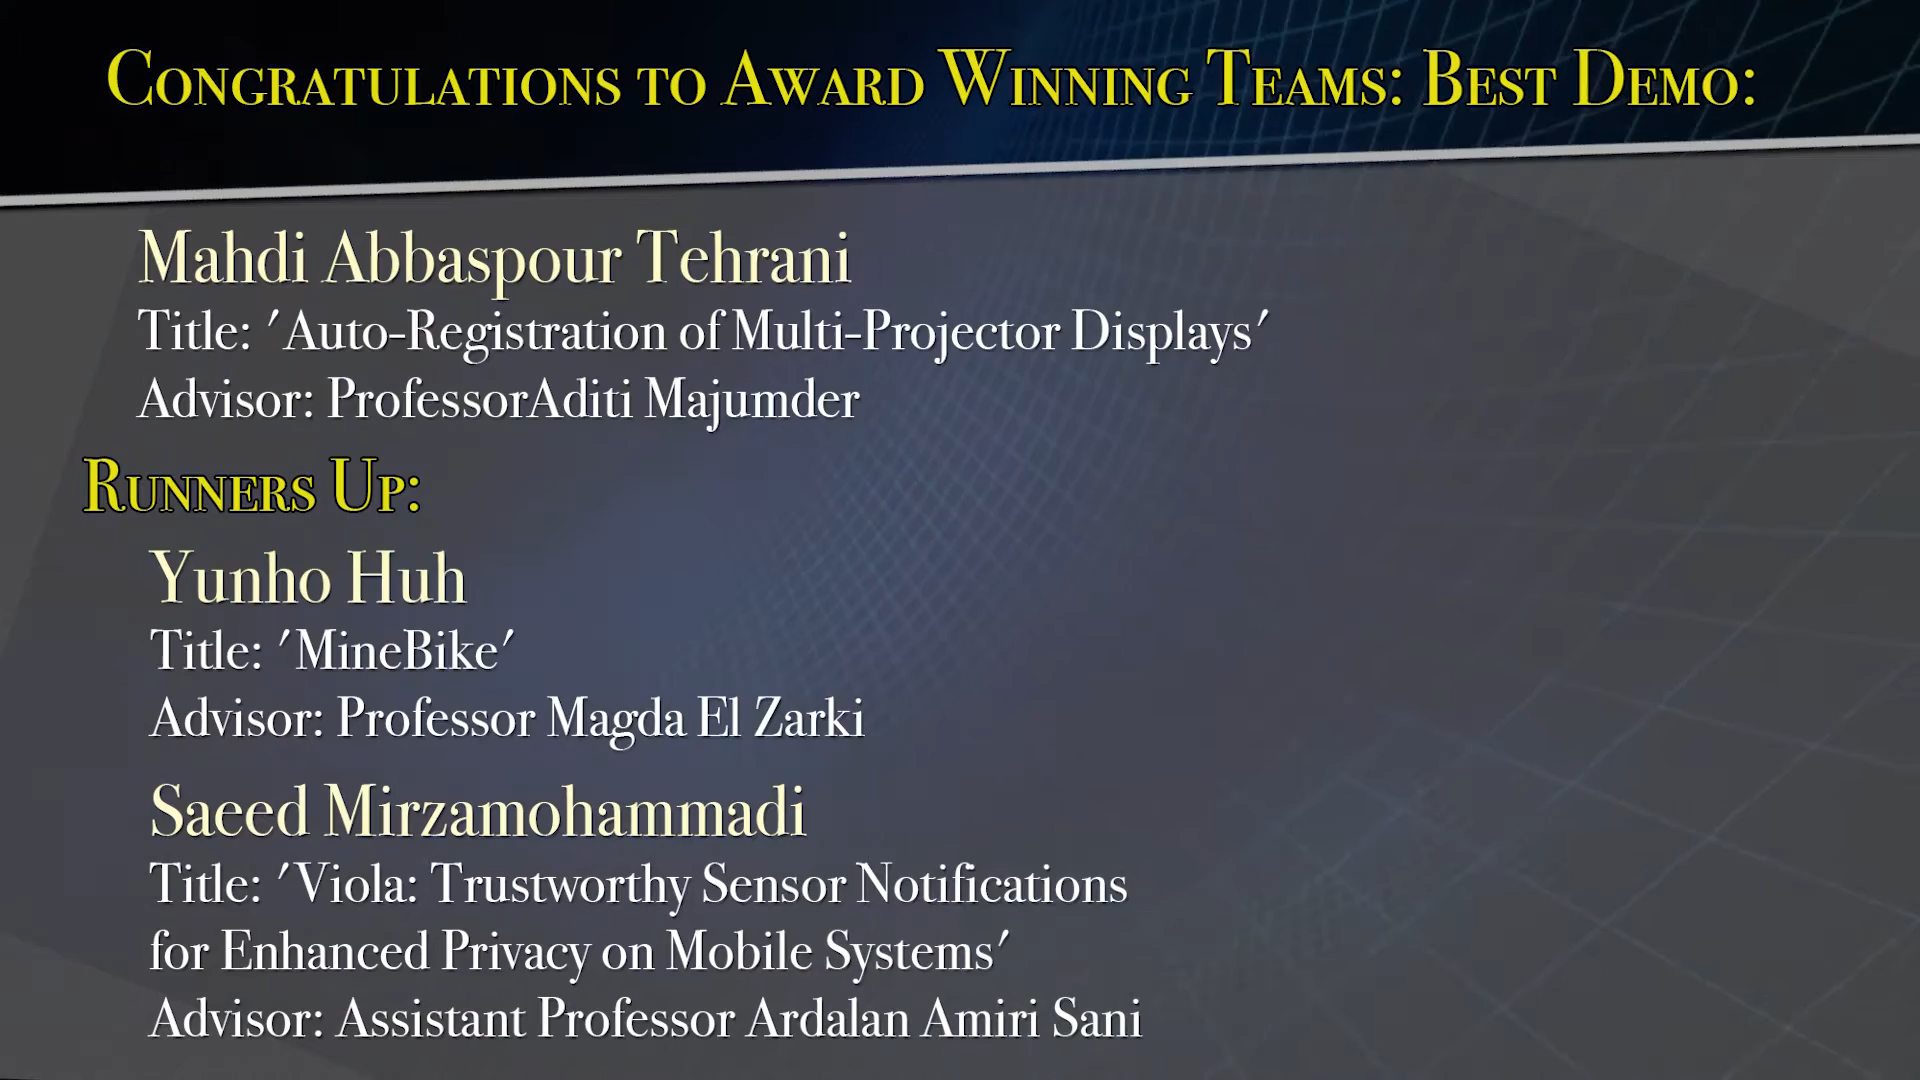 Congratulations to Award Winning Teams: Best Demo:
Mahdi Abbaspour Tehrani
Title: 'Auto-Registration of Multi-Projector Displays'
Advisor: ProfessorAditi Majumder
Runners Up:
Yunho Huh
Title: 'MineBike'
Advisor: Professor Magda El Zarki
Saeed Mirzamohammadi
Title: 'Viola: Trustworthy Sensor Notifications
for Enhanced Privacy on Mobile Systems'
Advisor: Assistant Professor Ardalan Amiri Sani